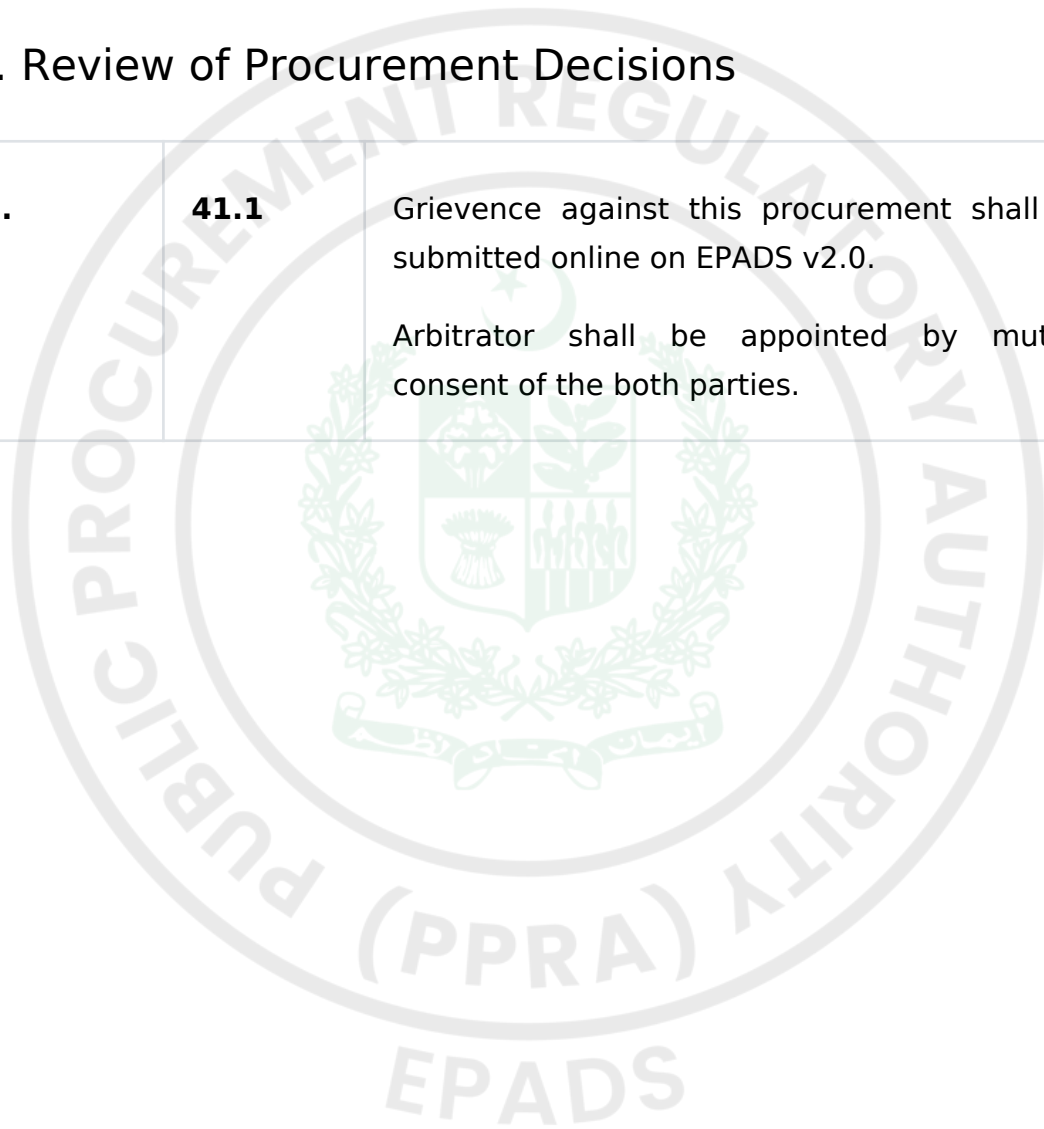 . Review of Procurement Decisions
. 41.1 Grievence against this procurement shall
submitted online on EPADS v2.0.
Arbitrator shall be appointed by mut
consent of the both parties.
PUBLIC PROCUREMENT REGULATORY AUTHORITY
(PPRA)
EPADS